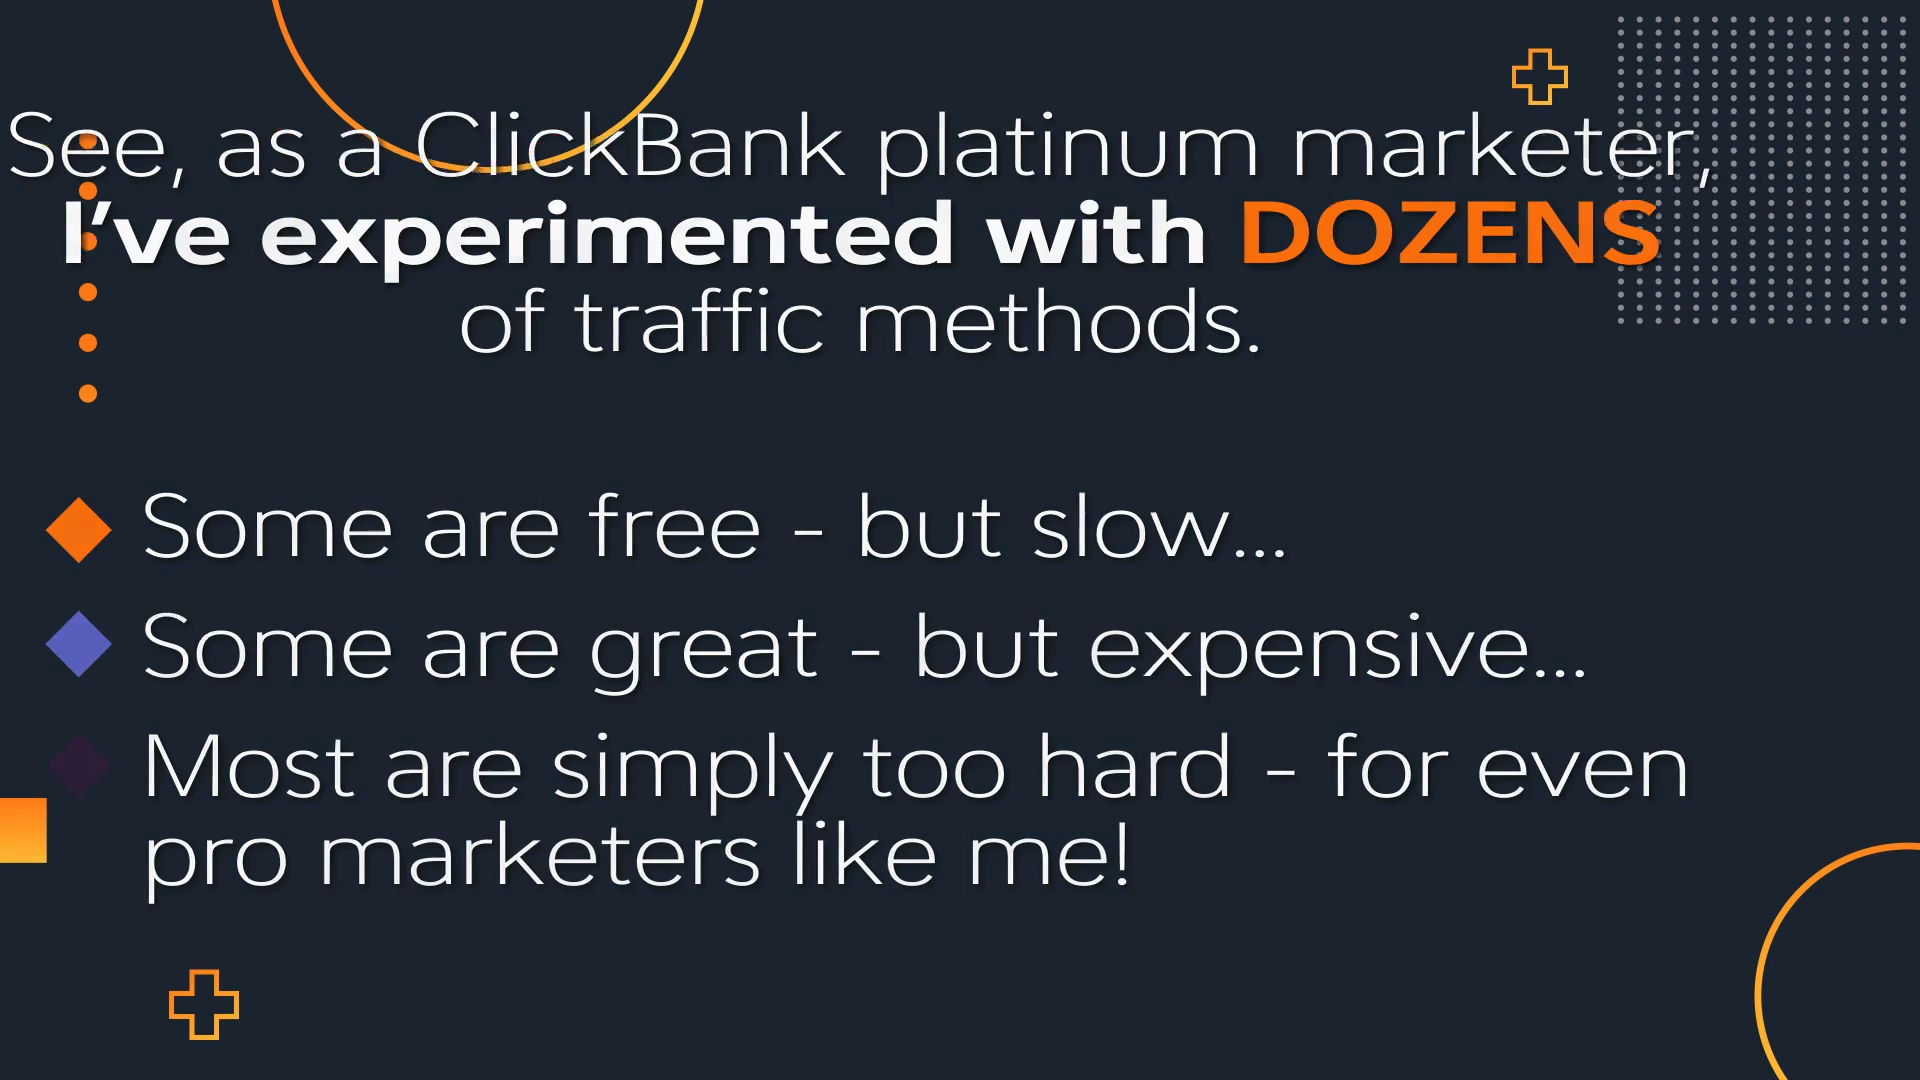 See, as a ClickBank platinum marketer,
I’ve experimented with DOZENS
of traffic methods.
Some are free - but slow...
Some are great - but expensive...
Most are simply too hard - for even
pro marketers like me!